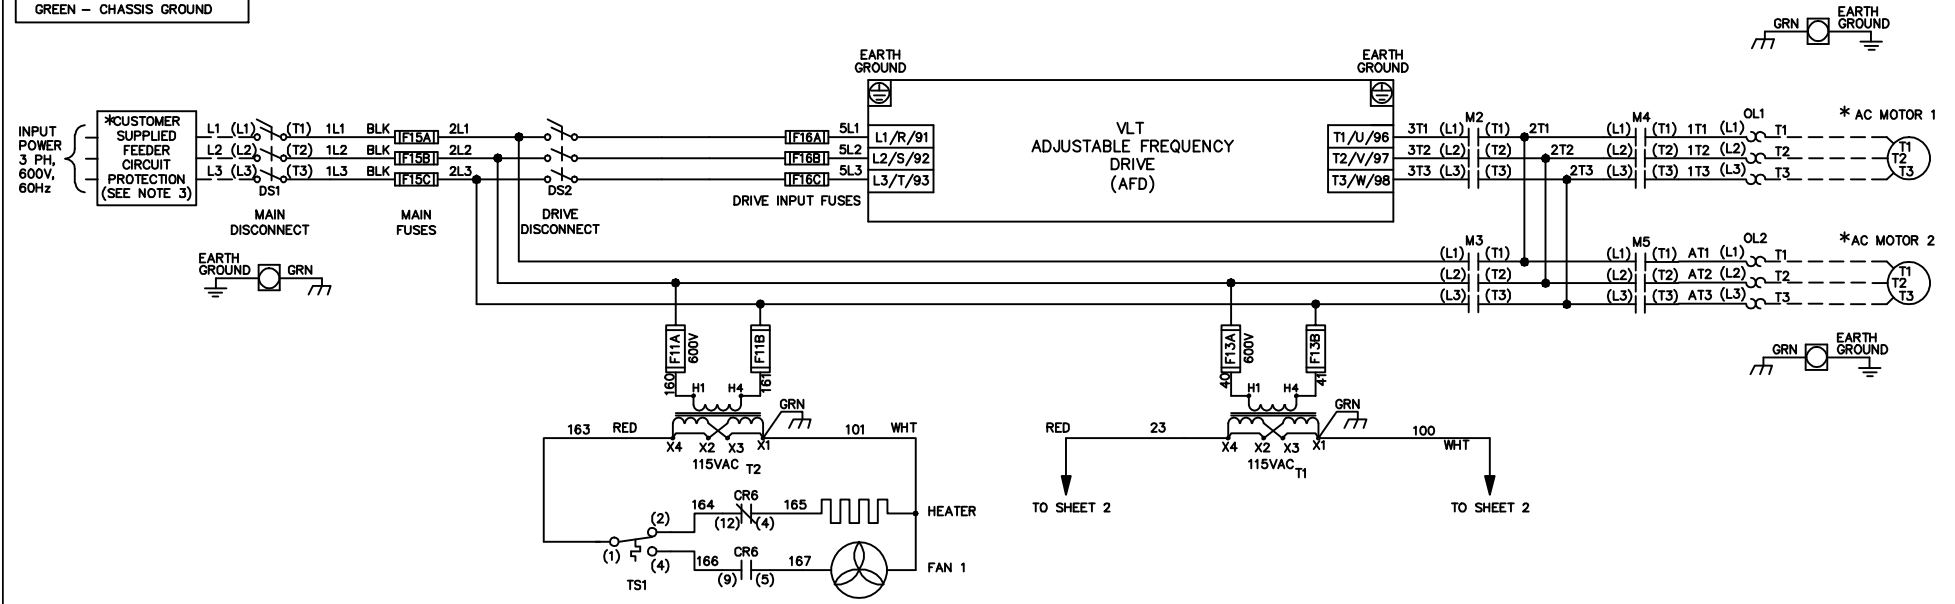 GREEN – CHASSIS GROUND
GRN
EARTH
GROUND
EARTH
GROUND
EARTH
GROUND
INPUT
POWER
3 PH,
600V,
60Hz
*CUSTOMER
SUPPLIED
FEEDER
CIRCUIT
PROTECTION
(SEE NOTE 3)
L1 (L1) (T1) 1L1 BLK F15A 2L1
L2 (L2) (T2) 1L2 BLK F15B 2L2
L3 (L3) (T3) 1L3 BLK F15C 2L3
DS1
MAIN
DISCONNECT
MAIN
FUSES
DS2
DRIVE
DISCONNECT
F16A 5L1 L1/R/91
F16B 5L2 L2/S/92
F16C 5L3 L3/T/93
DRIVE INPUT FUSES
VLT
ADJUSTABLE FREQUENCY
DRIVE
(AFD)
M2 M4 OL1
T1/U/96 3T1 (L1) (T1) 2T1 (L1) (T1) 1T1 (L1) T1
T2/V/97 3T2 (L2) (T2) 2T2 (L2) (T2) 1T2 (L2) T2
T3/W/98 3T3 (L3) (T3) 2T3 (L3) (T3) 1T3 (L3) T3
* AC MOTOR 1
T1
T2
T3
M3 M5 OL2
(L1) (T1) (L1) (T1) AT1 (L1) T1
(L2) (T2) (L2) (T2) AT2 (L2) T2
(L3) (T3) (L3) (T3) AT3 (L3) T3
*AC MOTOR 2
T1
T2
T3
EARTH
GROUND
GRN
GRN
EARTH
GROUND
F11A
600V
F11B
160
161
H1 H4
GRN
163 RED
101 WHT
X4 X2 X3 X1
115VAC T2
F13A
600V
F13B
40
41
H1 H4
GRN
RED 23
100
WHT
X4 X2 X3 X1
115VAC T1
TO SHEET 2
TO SHEET 2
164 CR6 165
(2) (12) (4)
HEATER
(1)
(4)
TS1
166 CR6 167
(9) (5)
FAN 1